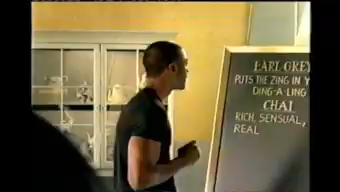 EARL GREY
PUTS THE ZING IN Y
DING-A-LING
CHAI
RICH, SENSUAL,
REAL